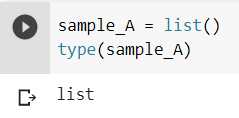 sample_A = list()
type(sample_A)
list